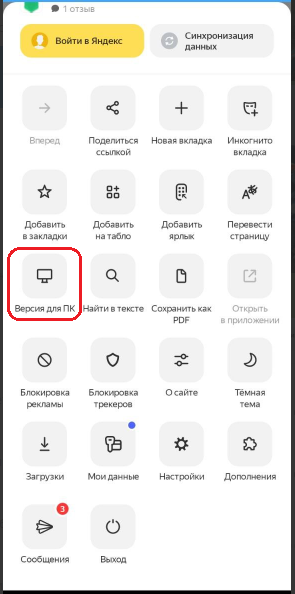 1 отзыв
Войти в Яндекс
Синхронизация
данных
Вперед
Поделиться
ссылкой
Новая вкладка
Инкогнито
вкладка
Добавить
в закладки
Добавить
на табло
Добавить
ярлык
Перевести
страницу
Версия для ПК
Найти в тексте
Сохранить как
PDF
Открыть
в приложении
Блокировка
рекламы
Блокировка
трекеров
О сайте
Тёмная
тема
Загрузки
Мои данные
Настройки
Дополнения
3
Сообщения
Выход